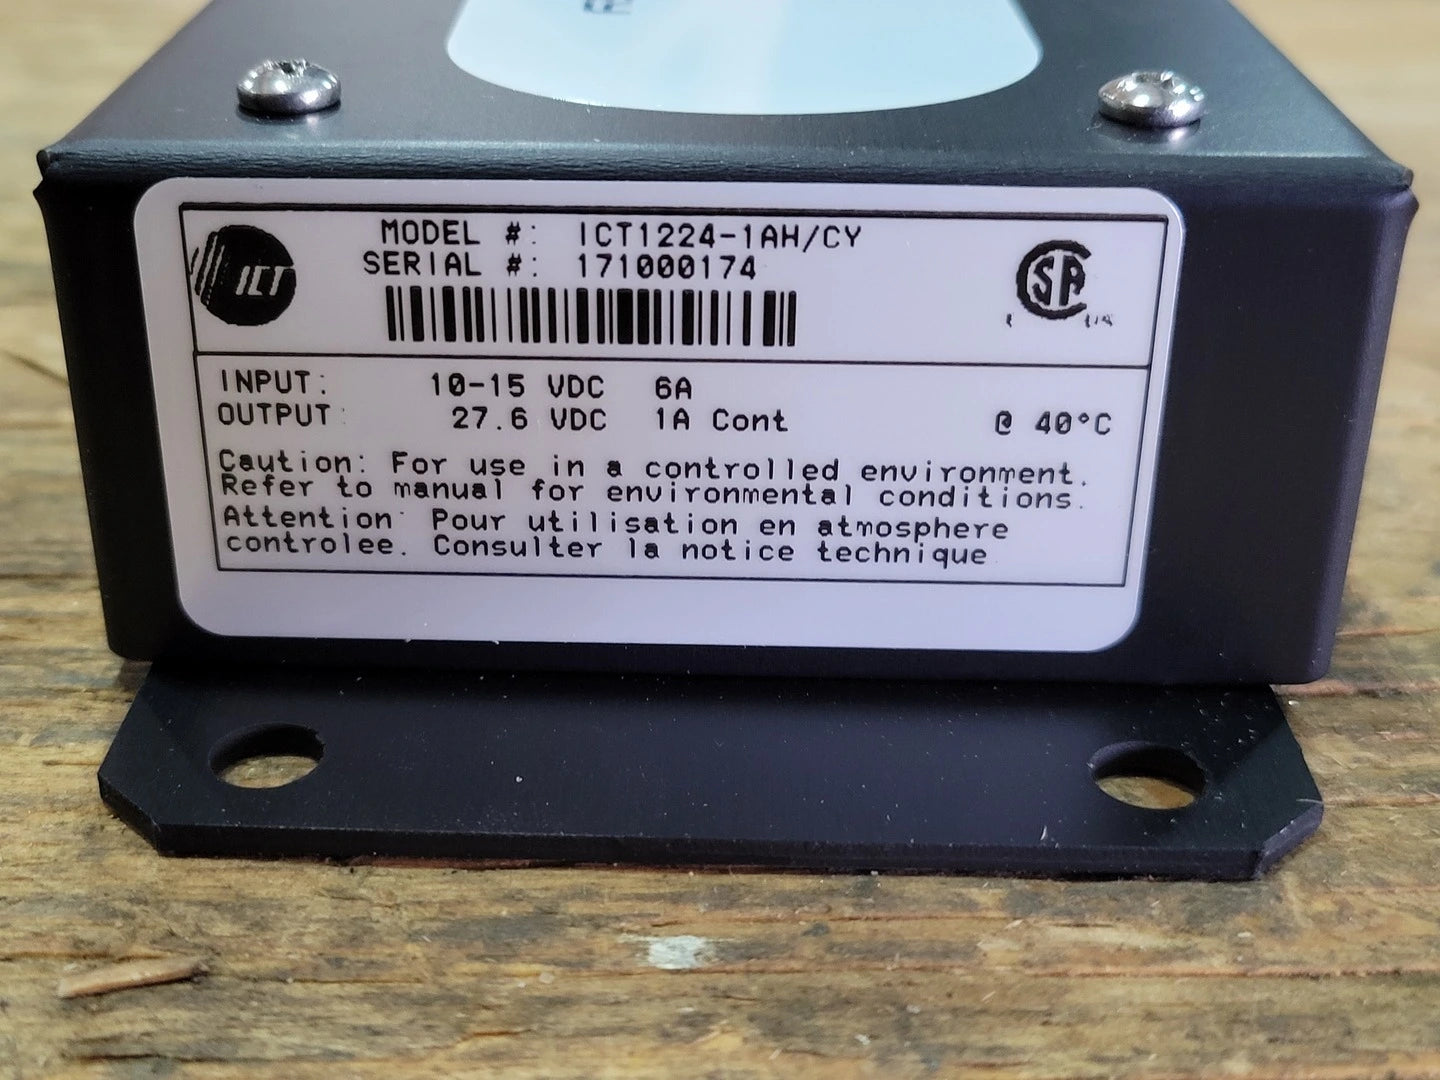 ICT
MODEL #: ICT1224-1AH/CY
SERIAL #: 171000174
CSA
US
INPUT: 10-15 VDC 6A
OUTPUT: 27.6 VDC 1A Cont @ 40°C
Caution: For use in a controlled environment.
Refer to manual for environmental conditions.
Attention: Pour utilisation en atmosphere
controlee. Consulter la notice technique